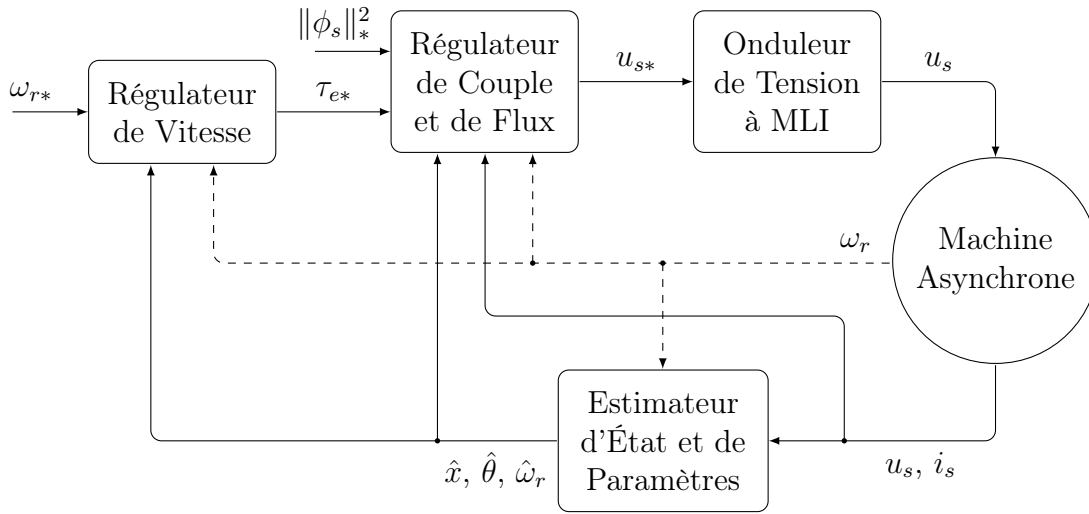 ω_{r*}
Régulateur
de Vitesse
τ_{e*}
‖ϕ_s‖²_*
Régulateur
de Couple
et de Flux
u_{s*}
Onduleur
de Tension
à MLI
u_s
Machine
Asynchrone
ω_r
Estimateur
d'État et de
Paramètres
x̂, θ̂, ω̂_r
u_s, i_s